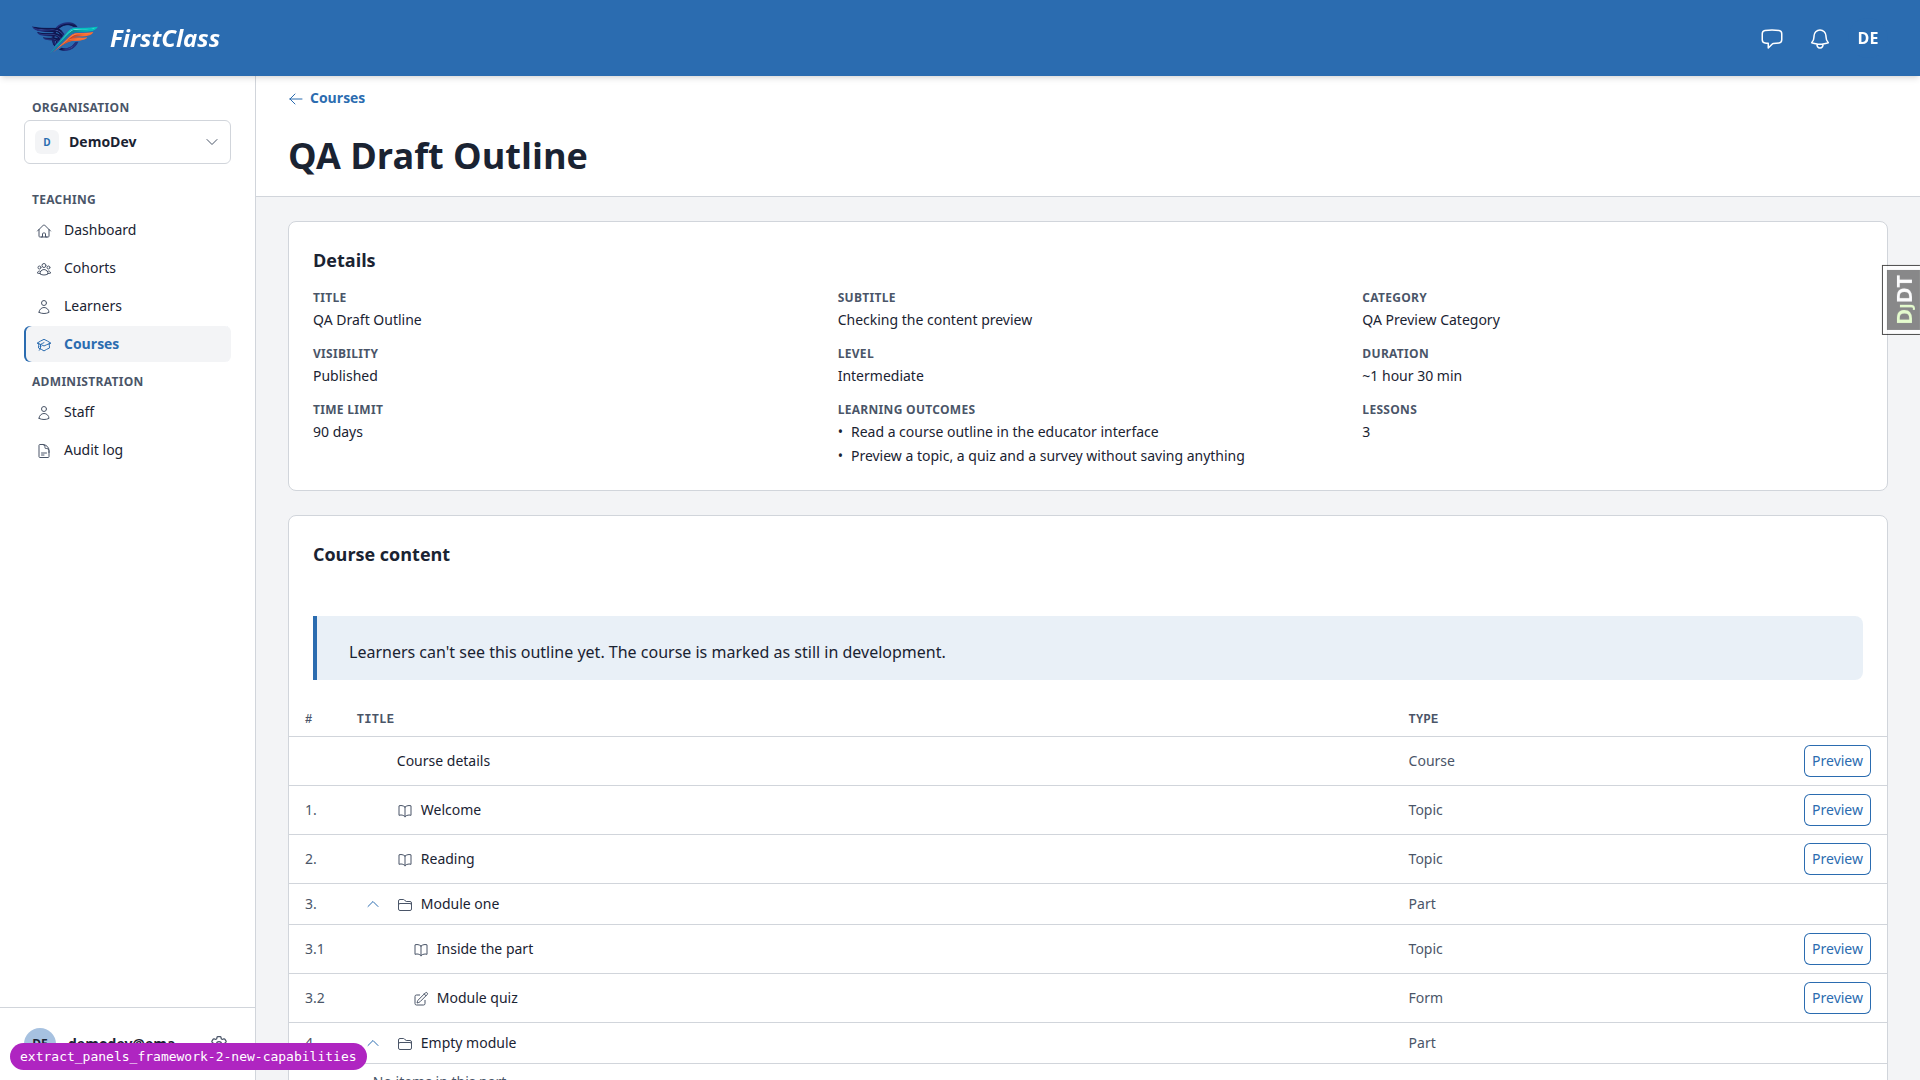 FirstClass
DE
ORGANISATION
D DemoDev
TEACHING
Dashboard
Cohorts
Learners
Courses
ADMINISTRATION
Staff
Audit log
extract_panels_framework-2-new-capabilities
Courses
QA Draft Outline
Details
TITLE SUBTITLE CATEGORY
QA Draft Outline Checking the content preview QA Preview Category
VISIBILITY LEVEL DURATION
Published Intermediate ~1 hour 30 min
TIME LIMIT LEARNING OUTCOMES LESSONS
90 days • Read a course outline in the educator interface 3
• Preview a topic, a quiz and a survey without saving anything
Course content
Learners can't see this outline yet. The course is marked as still in development.
# TITLE TYPE
Course details Course Preview
1. Welcome Topic Preview
2. Reading Topic Preview
3. Module one Part
3.1 Inside the part Topic Preview
3.2 Module quiz Form Preview
Empty module Part
No items in this part
DjDT